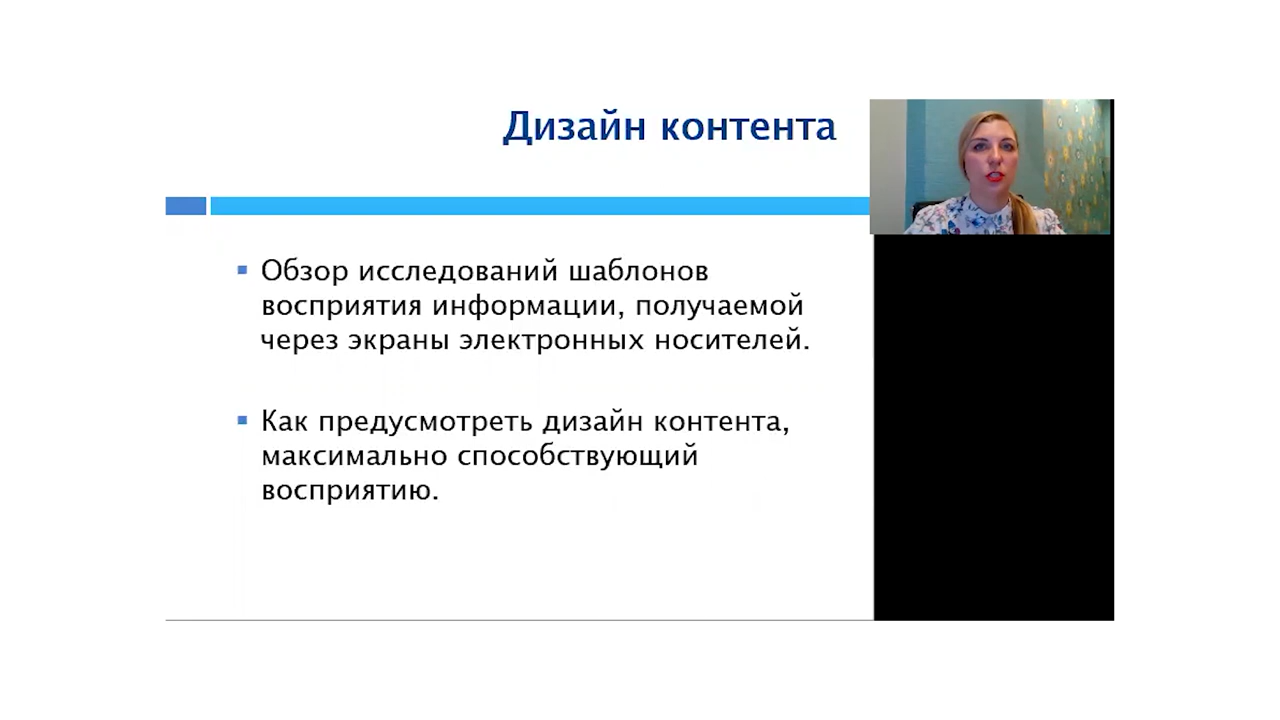 Дизайн контента
Обзор исследований шаблонов
восприятия информации, получаемой
через экраны электронных носителей.
Как предусмотреть дизайн контента,
максимально способствующий
восприятию.